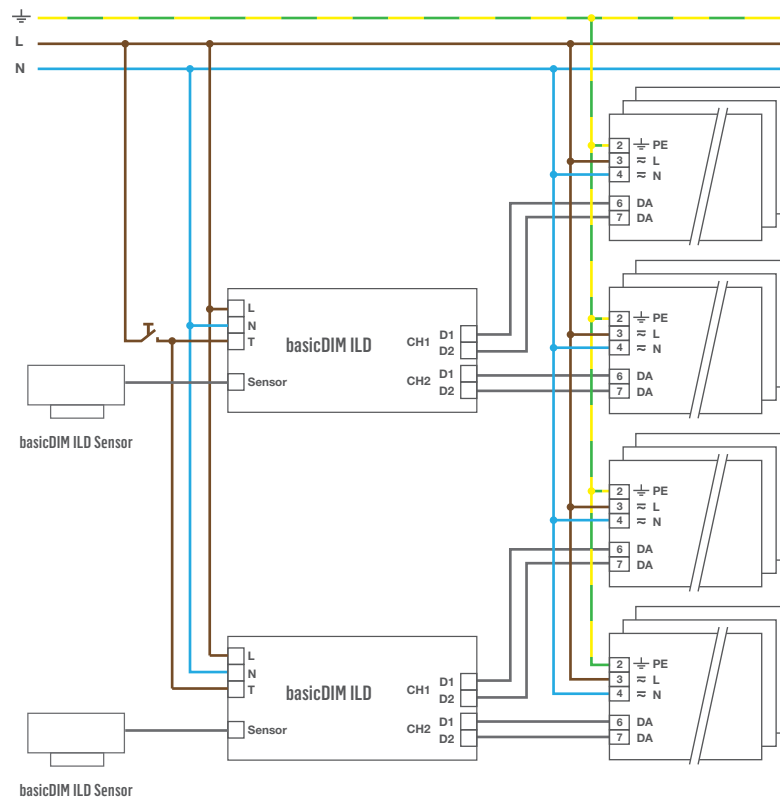 L
N
2 PE
3 ≂ L
4 ≂ N
6 DA
7 DA
L
N
T
Sensor
basicDIM ILD
CH1 D1
D2
CH2 D1
D2
2 PE
3 ≂ L
4 ≂ N
6 DA
7 DA
basicDIM ILD Sensor
2 PE
3 ≂ L
4 ≂ N
6 DA
7 DA
L
N
T
Sensor
basicDIM ILD
CH1 D1
D2
CH2 D1
D2
2 PE
3 ≂ L
4 ≂ N
6 DA
7 DA
basicDIM ILD Sensor